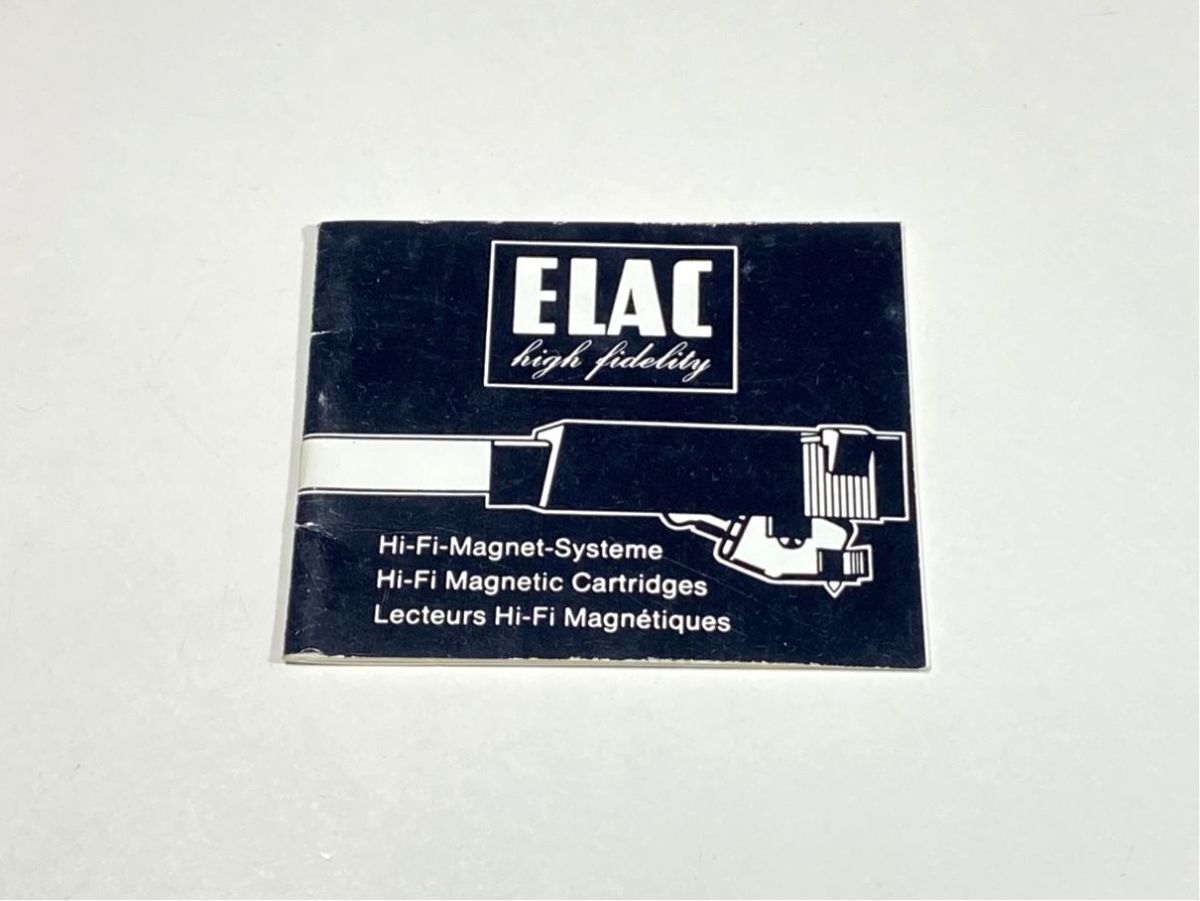 ELAC
high fidelity
Hi-Fi-Magnet-Systeme
Hi-Fi Magnetic Cartridges
Lecteurs Hi-Fi Magnétiques